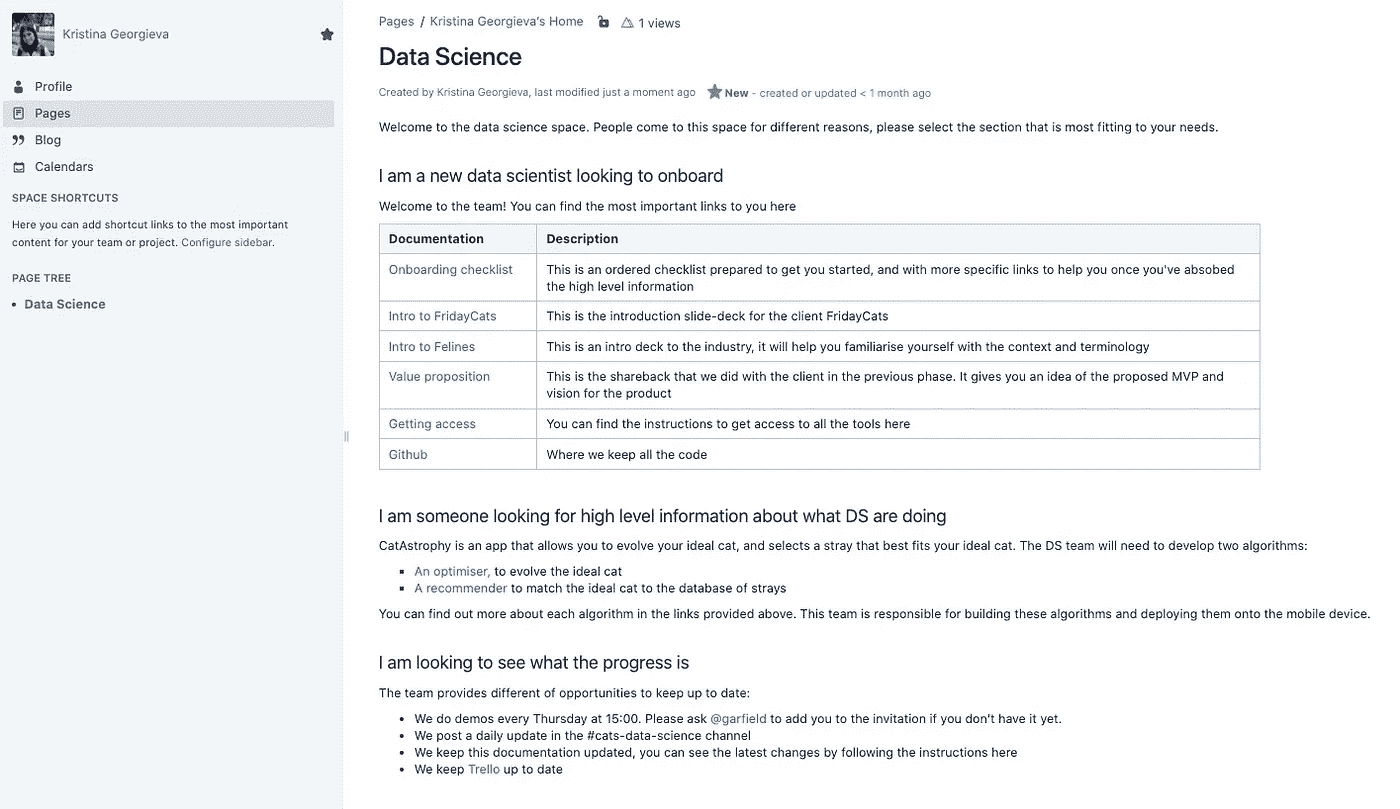 Kristina Georgieva
Profile
Pages
Blog
Calendars
SPACE SHORTCUTS
Here you can add shortcut links to the most important
content for your team or project. Configure sidebar.
PAGE TREE
Data Science
Pages / Kristina Georgieva's Home 1 views
Data Science
Created by Kristina Georgieva, last modified just a moment ago New - created or updated < 1 month ago
Welcome to the data science space. People come to this space for different reasons, please select the section that is most fitting to your needs.
I am a new data scientist looking to onboard
Welcome to the team! You can find the most important links to you here
Documentation Description
Onboarding checklist This is an ordered checklist prepared to get you started, and with more specific links to help you once you've absobed
the high level information
Intro to FridayCats This is the introduction slide-deck for the client FridayCats
Intro to Felines This is an intro deck to the industry, it will help you familiarise yourself with the context and terminology
Value proposition This is the shareback that we did with the client in the previous phase. It gives you an idea of the proposed MVP and
vision for the product
Getting access You can find the instructions to get access to all the tools here
Github Where we keep all the code
I am someone looking for high level information about what DS are doing
CatAstrophy is an app that allows you to evolve your ideal cat, and selects a stray that best fits your ideal cat. The DS team will need to develop two algorithms:
An optimiser, to evolve the ideal cat
A recommender to match the ideal cat to the database of strays
You can find out more about each algorithm in the links provided above. This team is responsible for building these algorithms and deploying them onto the mobile device.
I am looking to see what the progress is
The team provides different of opportunities to keep up to date:
We do demos every Thursday at 15:00. Please ask @garfield to add you to the invitation if you don't have it yet.
We post a daily update in the #cats-data-science channel
We keep this documentation updated, you can see the latest changes by following the instructions here
We keep Trello up to date